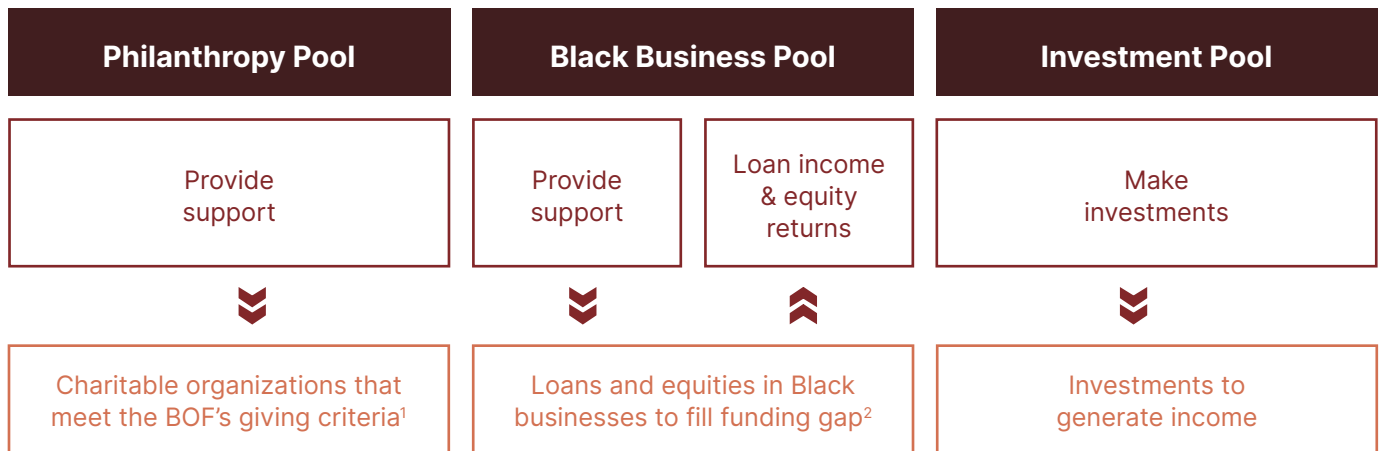 Philanthropy Pool
Black Business Pool
Investment Pool
Provide
support
Provide
support
Loan income
& equity
returns
Make
investments
Charitable organizations that
meet the BOF’s giving criteria¹
Loans and equities in Black
businesses to fill funding gap²
Investments to
generate income